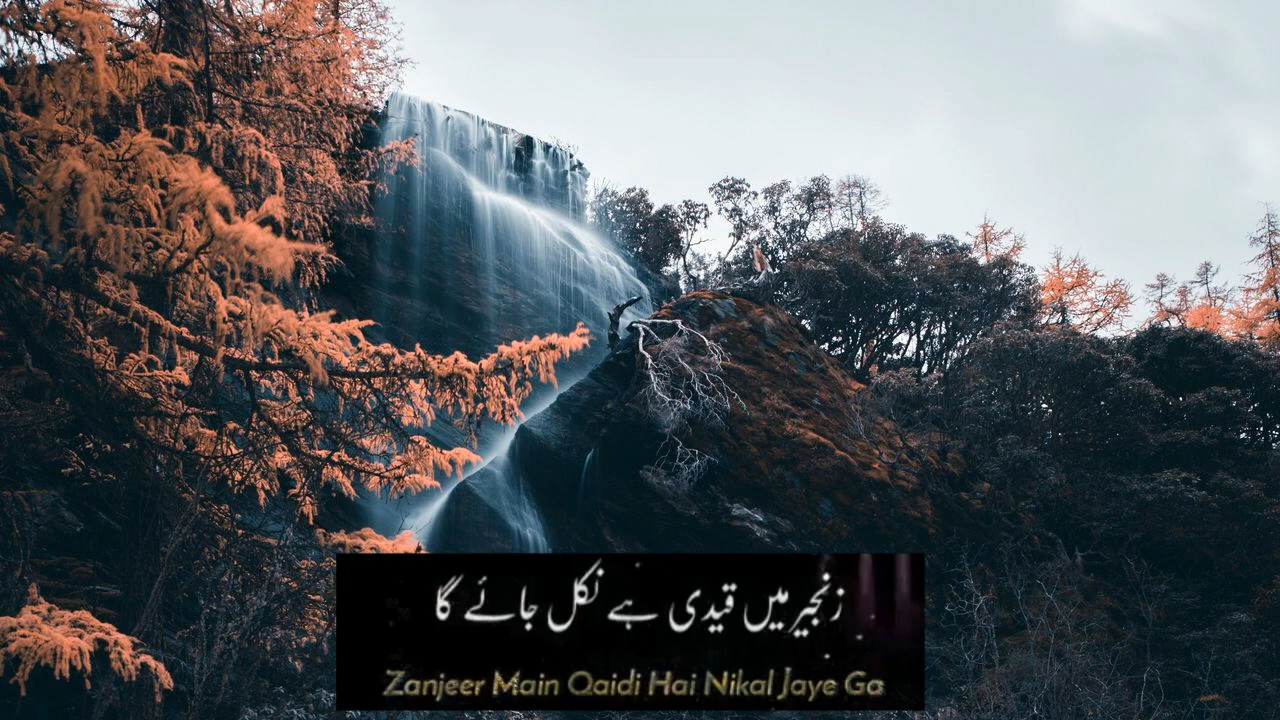 زنجیر میں قیدی ہے نکل جائے گا
Zanjeer Main Qaidi Hai Nikal Jaye Ga